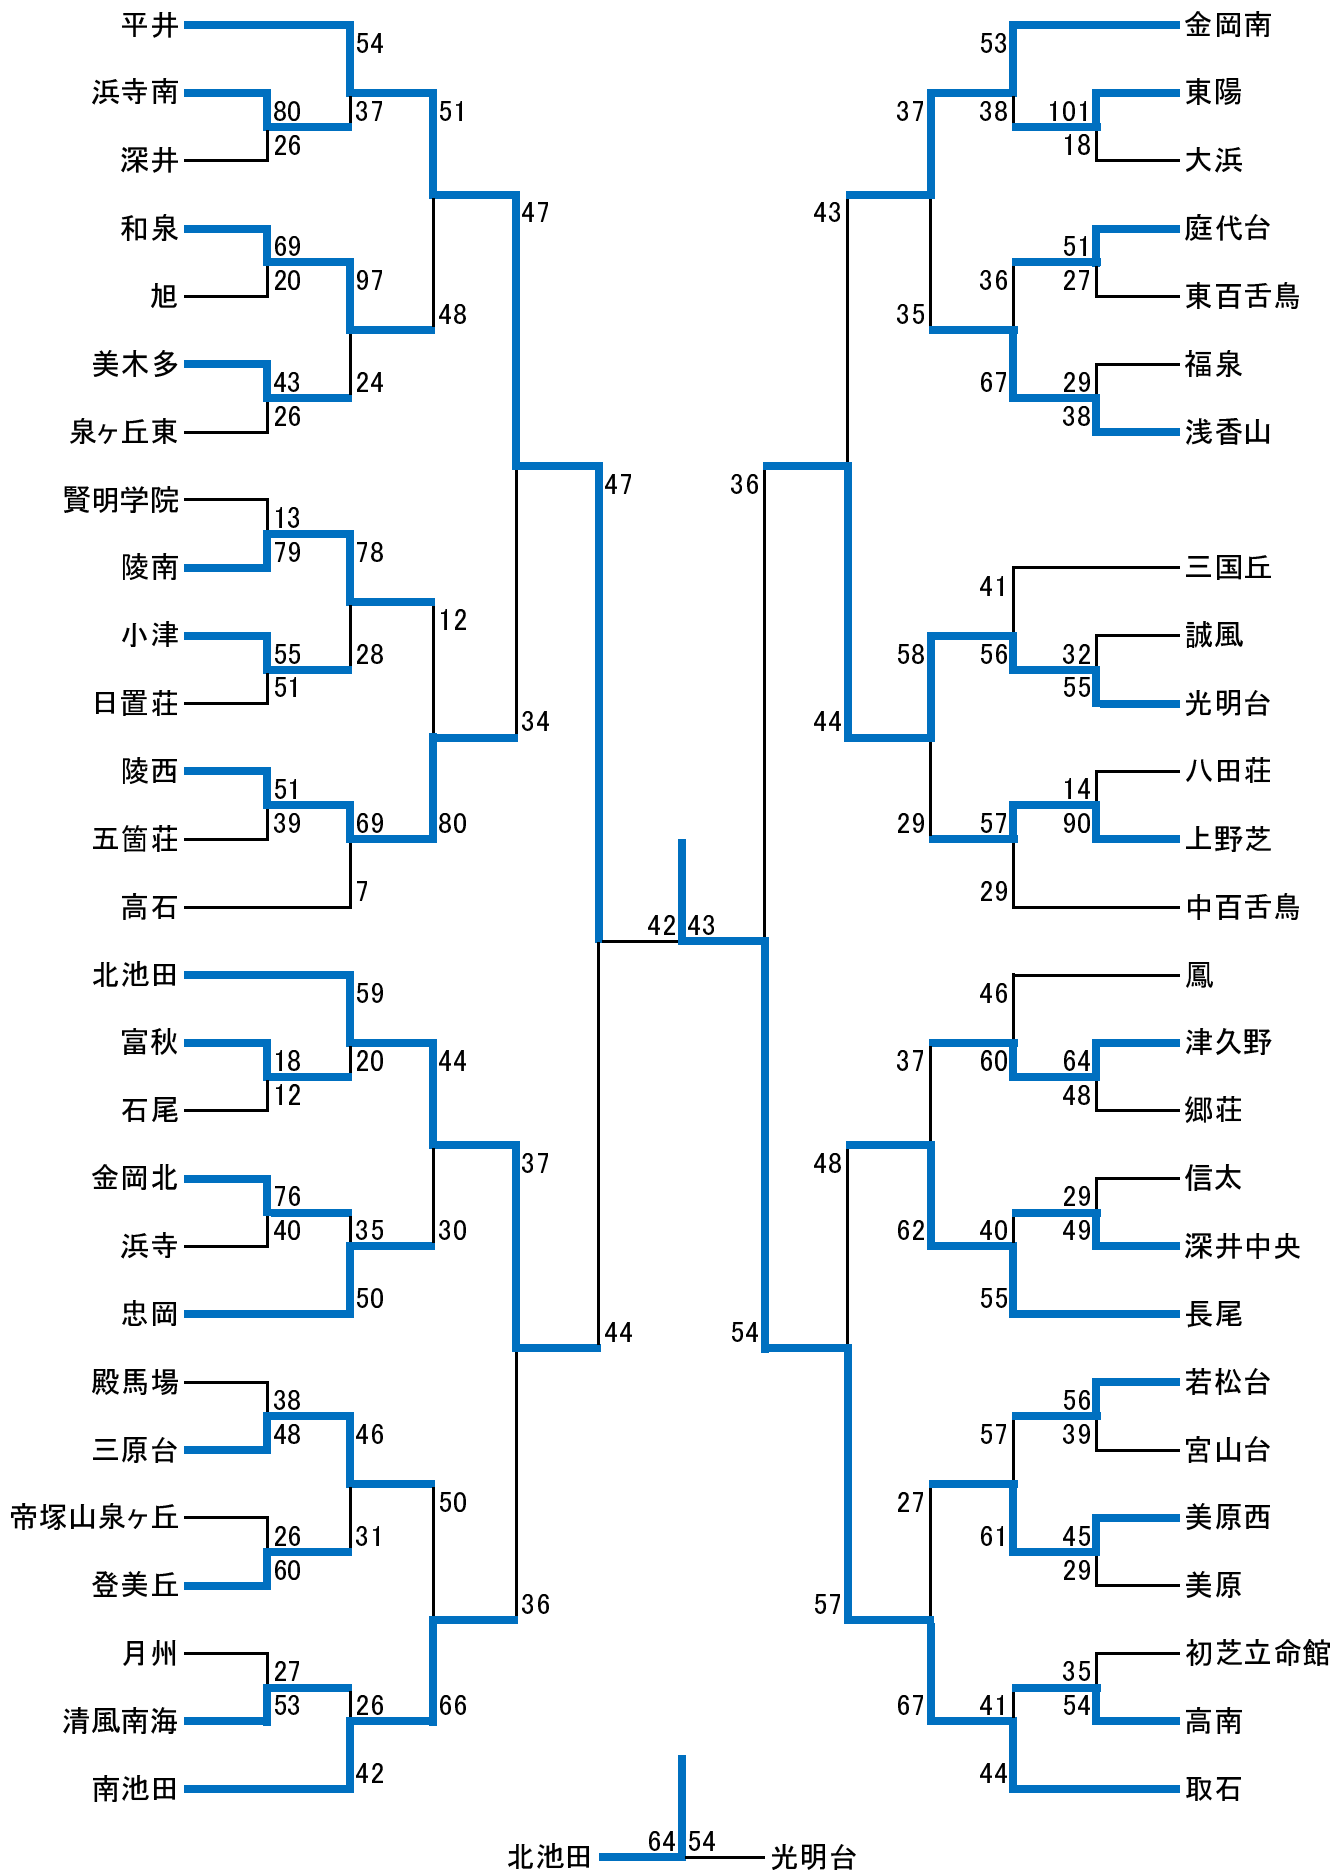 平井
54
浜寺南
80
37
51
26
深井
47
和泉
69
20
97
旭
48
美木多
43
24
26
泉ヶ丘東
47
賢明学院
13
79
78
陵南
12
小津
55
28
51
日置荘
34
陵西
51
39
69
80
五箇荘
7
高石
北池田
59
富秋
18
20
44
12
石尾
37
金岡北
76
40
35
30
浜寺
50
忠岡
44
殿馬場
38
48
46
三原台
50
帝塚山泉ヶ丘
26
31
60
登美丘
36
月州
27
53
26
66
清風南海
42
南池田
42
43
金岡南
53
東陽
37
38
101
18
大浜
43
庭代台
51
36
27
東百舌鳥
35
福泉
67
29
38
浅香山
36
三国丘
41
誠風
58
56
32
55
光明台
44
八田荘
14
29
57
90
上野芝
29
中百舌鳥
鳳
46
津久野
37
60
64
48
郷荘
48
信太
29
62
40
49
深井中央
55
長尾
54
若松台
56
57
39
宮山台
27
美原西
61
45
29
美原
57
初芝立命館
35
67
41
54
高南
44
取石
北池田
64
54
光明台